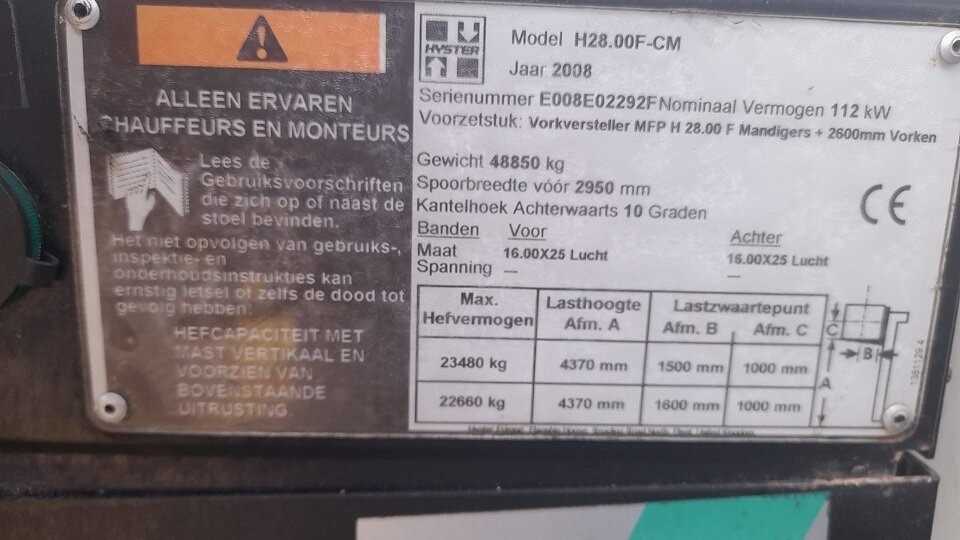 ALLEEN ERVAREN
CHAUFFEURS EN MONTEURS
Lees de
Gebruiksvoorschriften
die zich op of naast de
stoel bevinden.
Het niet opvolgen van gebruiks-,
inspektie- en
onderhoudsinstrukties kan
ernstig letsel of zelfs de dood tot
gevolg hebben.
HEFCAPACITEIT MET
MAST VERTIKAAL EN
VOORZIEN VAN
BOVENSTAANDE
UITRUSTING
HYSTER
Model H28.00F-CM
Jaar 2008
Serienummer E008E02292F Nominaal Vermogen 112 kW
Voorzetstuk: Vorkversteller MFP H 28.00 F Mandigers + 2600mm Vorken
Gewicht 48850 kg
Spoorbreedte vóór 2950 mm
Kantelhoek Achterwaarts 10 Graden
CE
Banden Voor Achter
Maat 16.00X25 Lucht 16.00X25 Lucht
Spanning — —
Max. Hefvermogen Lasthoogte Afm. A Lastzwaartepunt Afm. B Afm. C
23480 kg 4370 mm 1500 mm 1000 mm
22660 kg 4370 mm 1600 mm 1000 mm
C
B
A
1381129.4